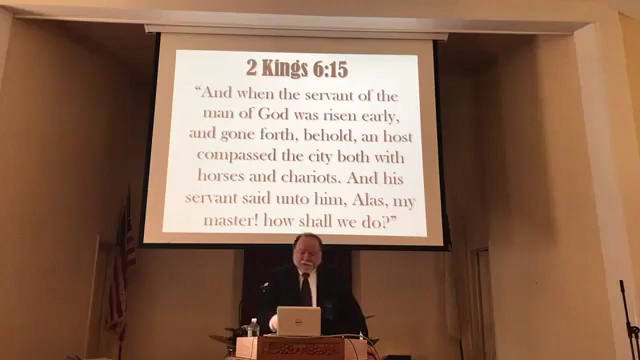 2 Kings 6:15
“And when the servant of the
man of God was risen early,
and gone forth, behold, an host
compassed the city both with
horses and chariots. And his
servant said unto him, Alas, my
master! how shall we do?”